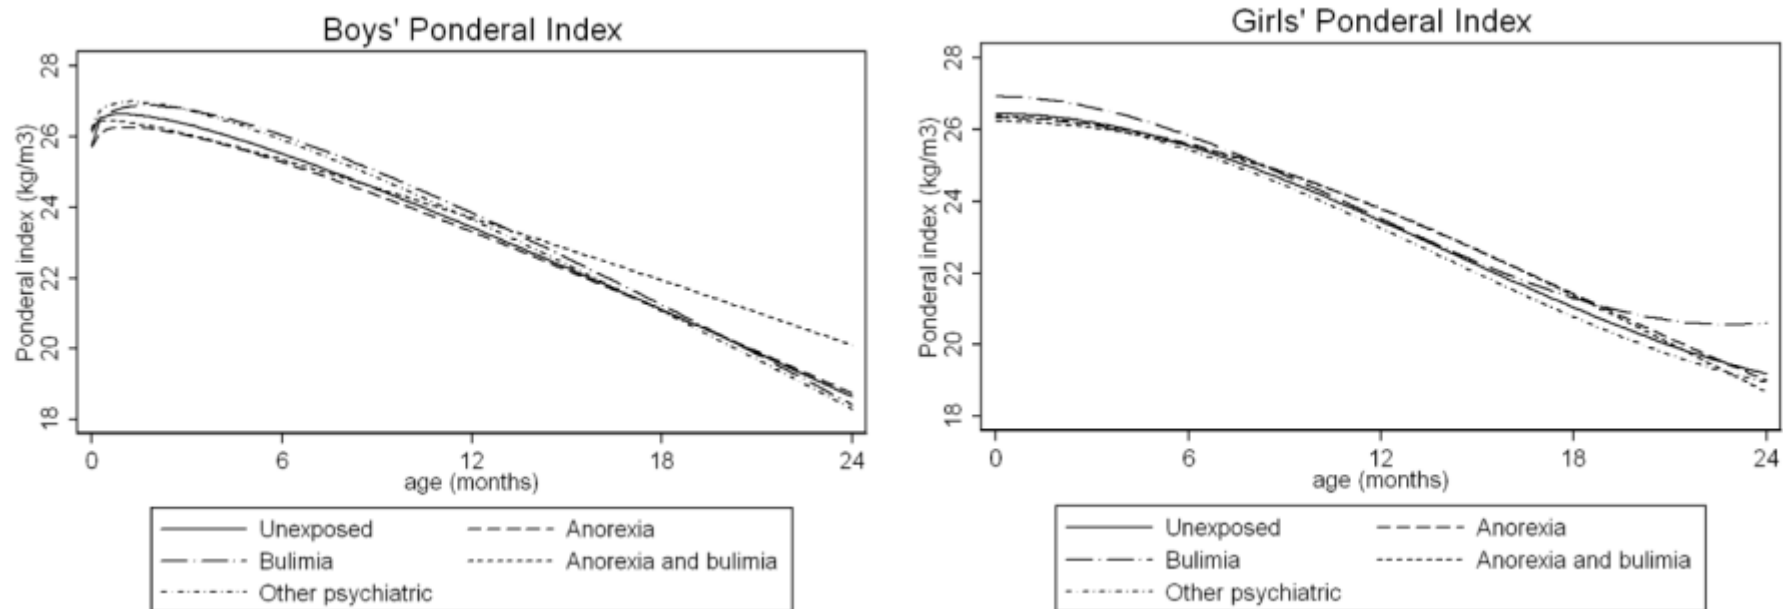 Boys' Ponderal Index
Ponderal index (kg/m3)
28
26
24
22
20
18
0 6 12 18 24
age (months)
Unexposed Anorexia
Bulimia Anorexia and bulimia
Other psychiatric
Girls' Ponderal Index
Ponderal index (kg/m3)
28
26
24
22
20
18
0 6 12 18 24
age (months)
Unexposed Anorexia
Bulimia Anorexia and bulimia
Other psychiatric